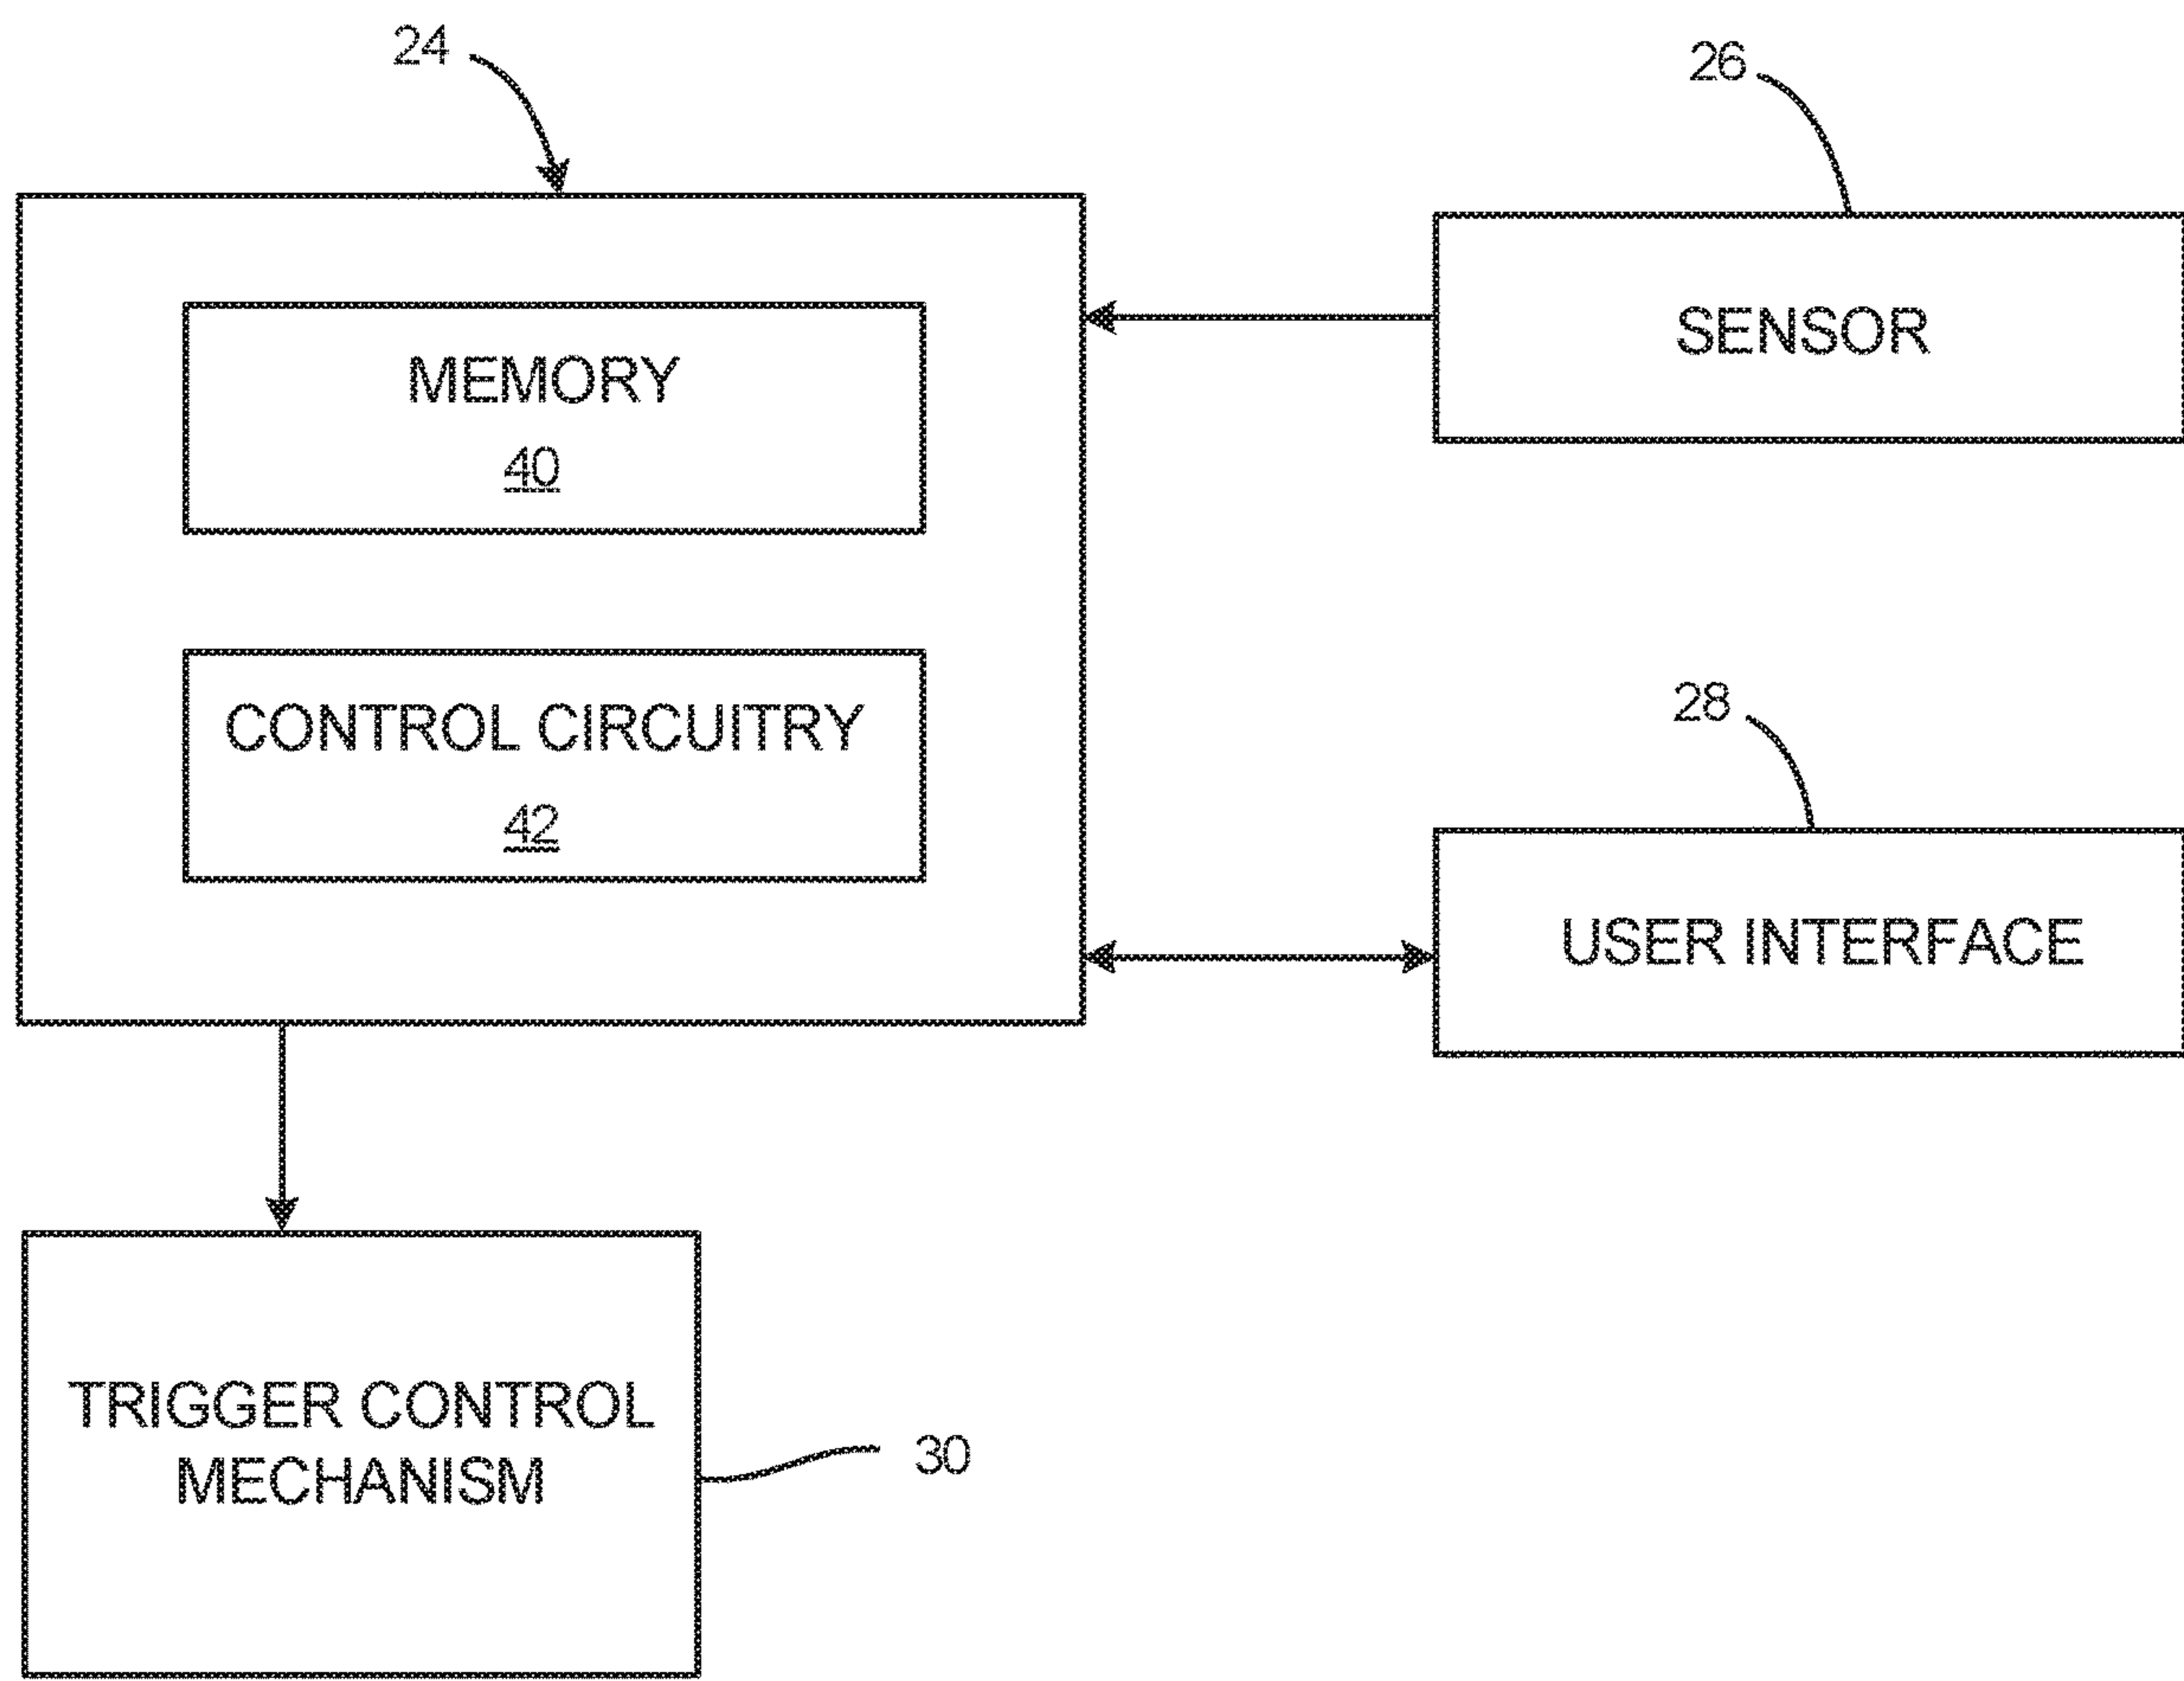 24
26
MEMORY
40
SENSOR
CONTROL CIRCUITRY
42
28
USER INTERFACE
TRIGGER CONTROL
MECHANISM
30